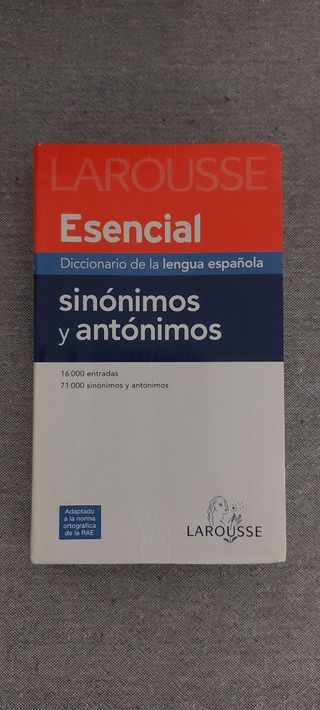 LAROUSSE
Esencial
Diccionario de la lengua española
sinónimos
y antónimos
16 000 entradas
71 000 sinónimos y antónimos
Adaptado
a la norma
ortográfica
de la RAE
LAROUSSE